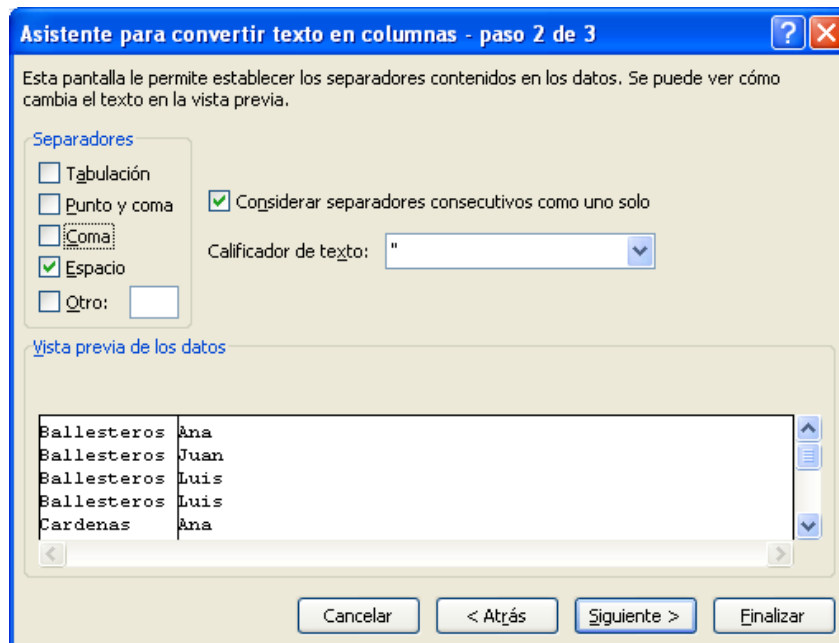 Asistente para convertir texto en columnas - paso 2 de 3
Esta pantalla le permite establecer los separadores contenidos en los datos. Se puede ver cómo
cambia el texto en la vista previa.
Separadores
Tabulación
Punto y coma
Coma
Espacio
Otro:
Considerar separadores consecutivos como uno solo
Calificador de texto: "
Vista previa de los datos
Ballesteros Ana
Ballesteros Juan
Ballesteros Luis
Ballesteros Luis
Cardenas Ana
Cancelar < Atrás Siguiente > Finalizar